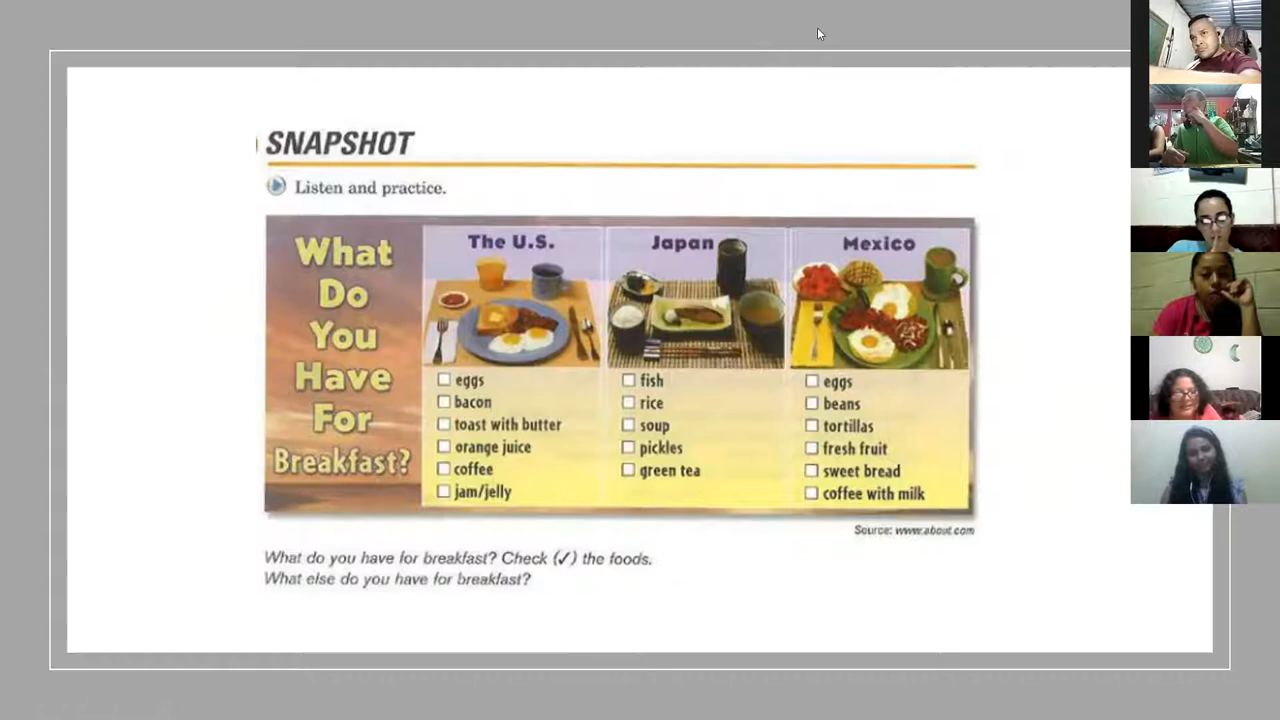 SNAPSHOT
Listen and practice.
What
Do
You
Have
For
Breakfast?
The U.S.
eggs
bacon
toast with butter
orange juice
coffee
jam/jelly
Japan
fish
rice
soup
pickles
green tea
Mexico
eggs
beans
tortillas
fresh fruit
sweet bread
coffee with milk
Source: www.about.com
What do you have for breakfast? Check (✓) the foods.
What else do you have for breakfast?